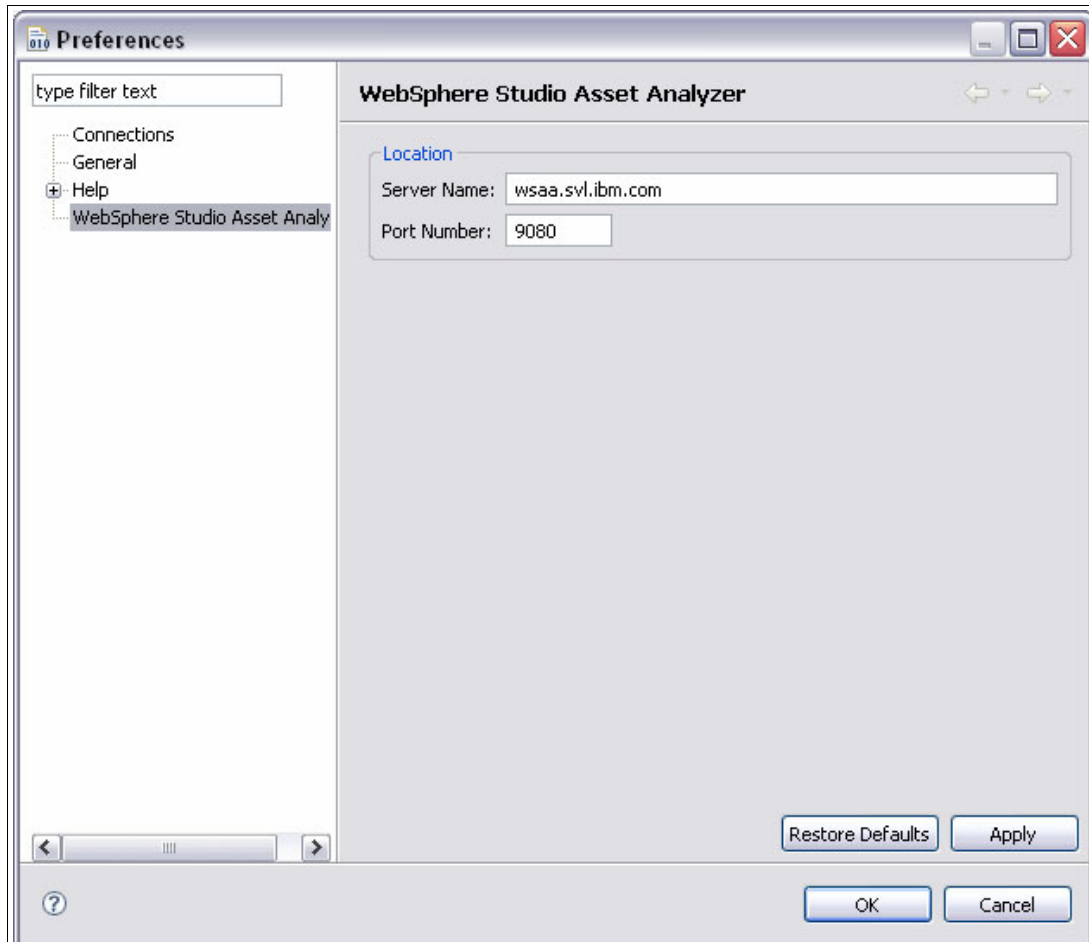 Preferences
type filter text
Connections
General
Help
WebSphere Studio Asset Analy
WebSphere Studio Asset Analyzer
Location
Server Name: wsaa.svl.ibm.com
Port Number: 9080
Restore Defaults
Apply
OK
Cancel